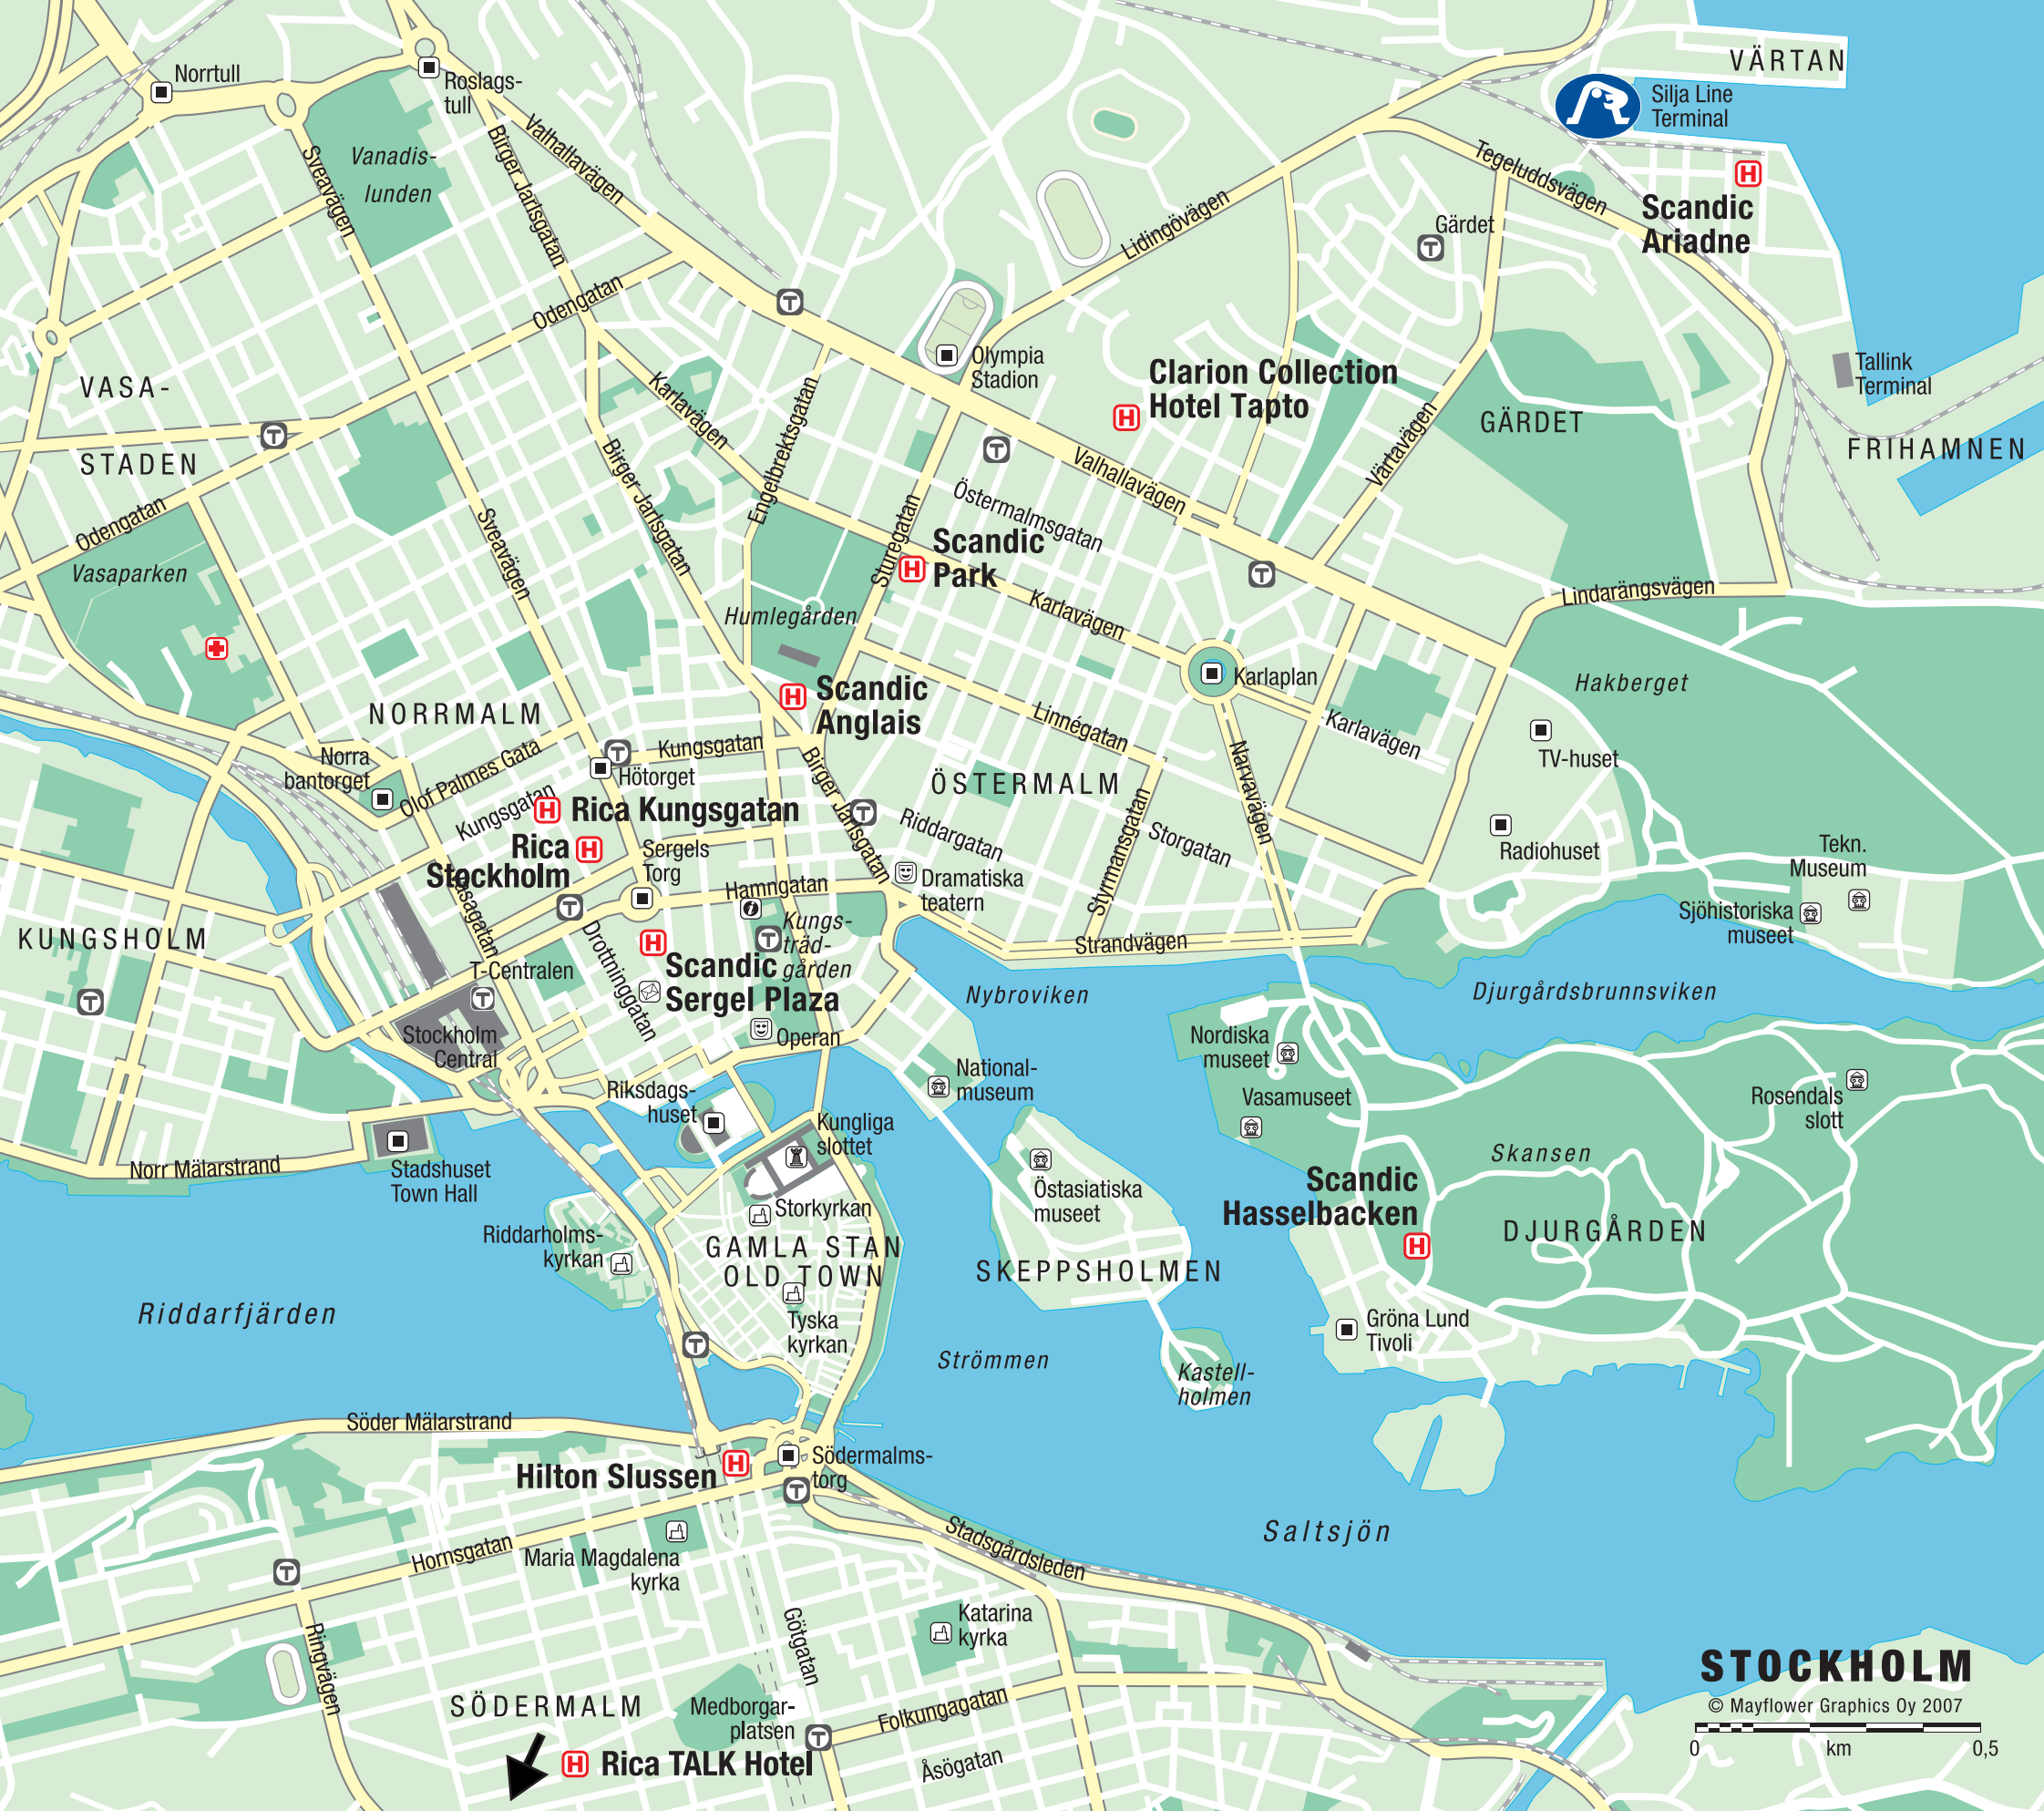 VÄRTAN
Silja Line
Terminal
Norrtull
Roslags-
tull
Valhallavägen
Birger Jarlsgatan
Sveavägen
Vanadis-
lunden
Tegeluddsvägen
Scandic
Ariadne
Lidingövägen
Gärdet
Odengatan
Olympia
Stadion
Clarion Collection
Hotel Tapto
Tallink
Terminal
VASA-
STADEN
Karlavägen
Engelbrektsgatan
GÄRDET
Värtavägen
FRIHAMNEN
Birger Jarlsgatan
Valhallavägen
Östermalmsgatan
Odengatan
Sveavägen
Sturegatan
Scandic
Park
Vasaparken
Humlegården
Karlavägen
Lindarängsvägen
Karlaplan
Hakberget
Scandic
Anglais
NORRMALM
Linnégatan
Karlavägen
Norra
bantorget
Olof Palmes Gata
Kungsgatan
Hötorget
TV-huset
ÖSTERMALM
Narvavägen
Birger Jarlsgatan
Kungsgatan
Rica Kungsgatan
Riddargatan
Styrmansgatan
Storgatan
Radiohuset
Tekn.
Museum
Rica
Stockholm
Sergels
Torg
Vasagatan
Hamngatan
Dramatiska
teatern
Sjöhistoriska
museet
KUNGSHOLM
Kungs-
träd-
gården
Drottninggatan
Strandvägen
T-Centralen
Scandic
Sergel Plaza
Nybroviken
Djurgårdsbrunnsviken
Stockholm
Central
Operan
Nordiska
museet
National-
museum
Riksdags-
huset
Vasamuseet
Rosendals
slott
Kungliga
slottet
Norr Mälarstrand
Stadshuset
Town Hall
Skansen
Östasiatiska
museet
Scandic
Hasselbacken
Storkyrkan
Riddarholms-
kyrkan
GAMLA STAN
OLD TOWN
SKEPPSHOLMEN
DJURGÅRDEN
Riddarfjärden
Tyska
kyrkan
Gröna Lund
Tivoli
Strömmen
Kastell-
holmen
Söder Mälarstrand
Hilton Slussen
Södermalms-
torg
Saltsjön
Stadsgårdsleden
Hornsgatan
Maria Magdalena
kyrka
Ringvägen
Götgatan
Katarina
kyrka
STOCKHOLM
© Mayflower Graphics Oy 2007
0 km 0,5
SÖDERMALM
Medborgar-
platsen
Folkungagatan
Rica TALK Hotel
Åsögatan